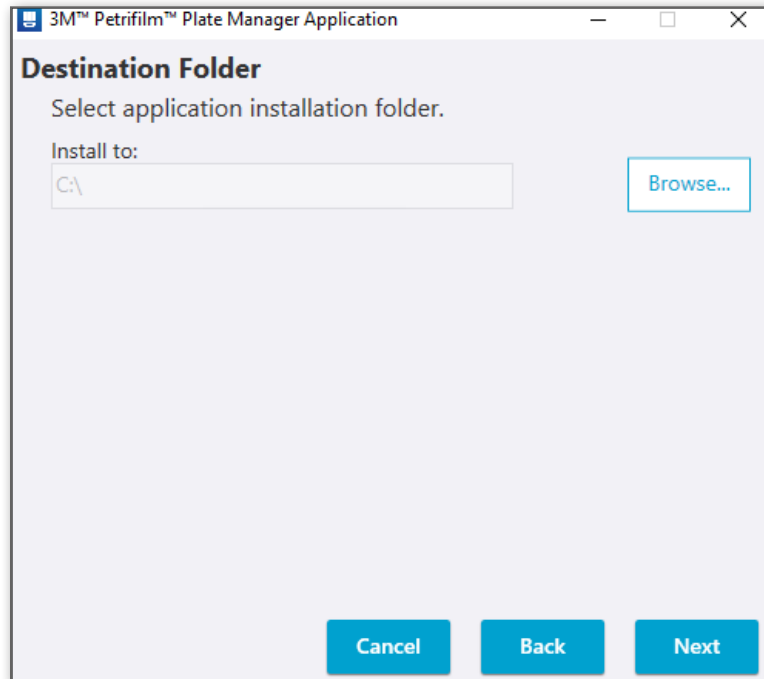 3M™ Petrifilm™ Plate Manager Application
Destination Folder
Select application installation folder.
Install to:
C:\
Browse...
Cancel
Back
Next